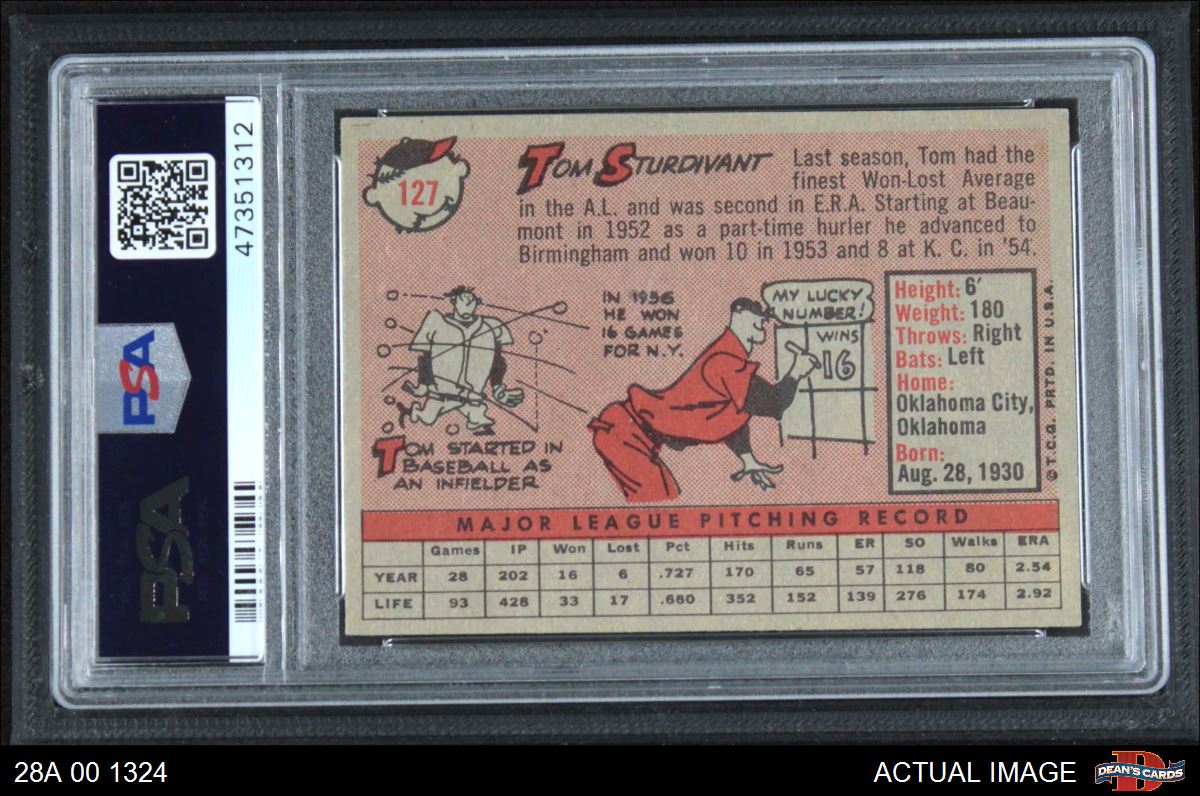 47351312
PSA
PSA
127
TOM STURDIVANT
Last season, Tom had the
finest Won-Lost Average
in the A.L. and was second in E.R.A. Starting at Beau-
mont in 1952 as a part-time hurler he advanced to
Birmingham and won 10 in 1953 and 8 at K. C. in '54.
IN 1956
HE WON
16 GAMES
FOR N.Y.
MY LUCKY
NUMBER!
WINS
16
TOM STARTED IN
BASEBALL AS
AN INFIELDER
Height: 6'
Weight: 180
Throws: Right
Bats: Left
Home:
Oklahoma City,
Oklahoma
Born:
Aug. 28, 1930
© T.C.G. PRTD. IN U.S.A.
MAJOR LEAGUE PITCHING RECORD
Games IP Won Lost Pct Hits Runs ER SO Walks ERA
YEAR 28 202 16 6 .727 170 65 57 118 80 2.54
LIFE 93 428 33 17 .660 352 152 139 276 174 2.92
28A 00 1324
ACTUAL IMAGE
D
DEAN'S CARDS